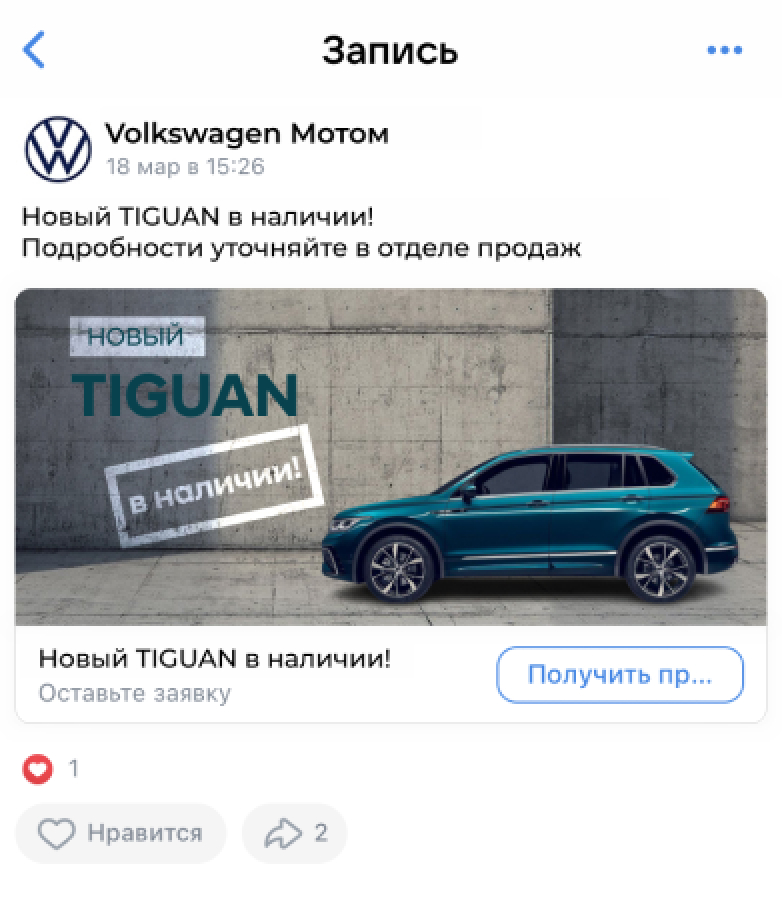 Запись
Volkswagen Мотом
18 мар в 15:26
Новый TIGUAN в наличии!
Подробности уточняйте в отделе продаж
НОВЫЙ
TIGUAN
в наличии!
Новый TIGUAN в наличии!
Оставьте заявку
Получить пр...
1
Нравится
2